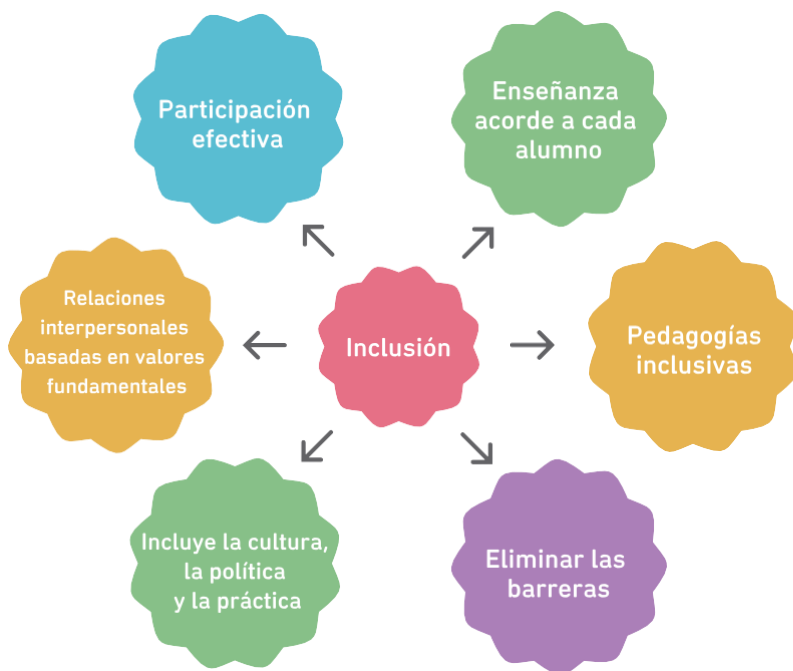 Participación
efectiva
Enseñanza
acorde a cada
alumno
Relaciones
interpersonales
basadas en valores
fundamentales
Inclusión
Pedagogías
inclusivas
Incluye la cultura,
la política
y la práctica
Eliminar las
barreras